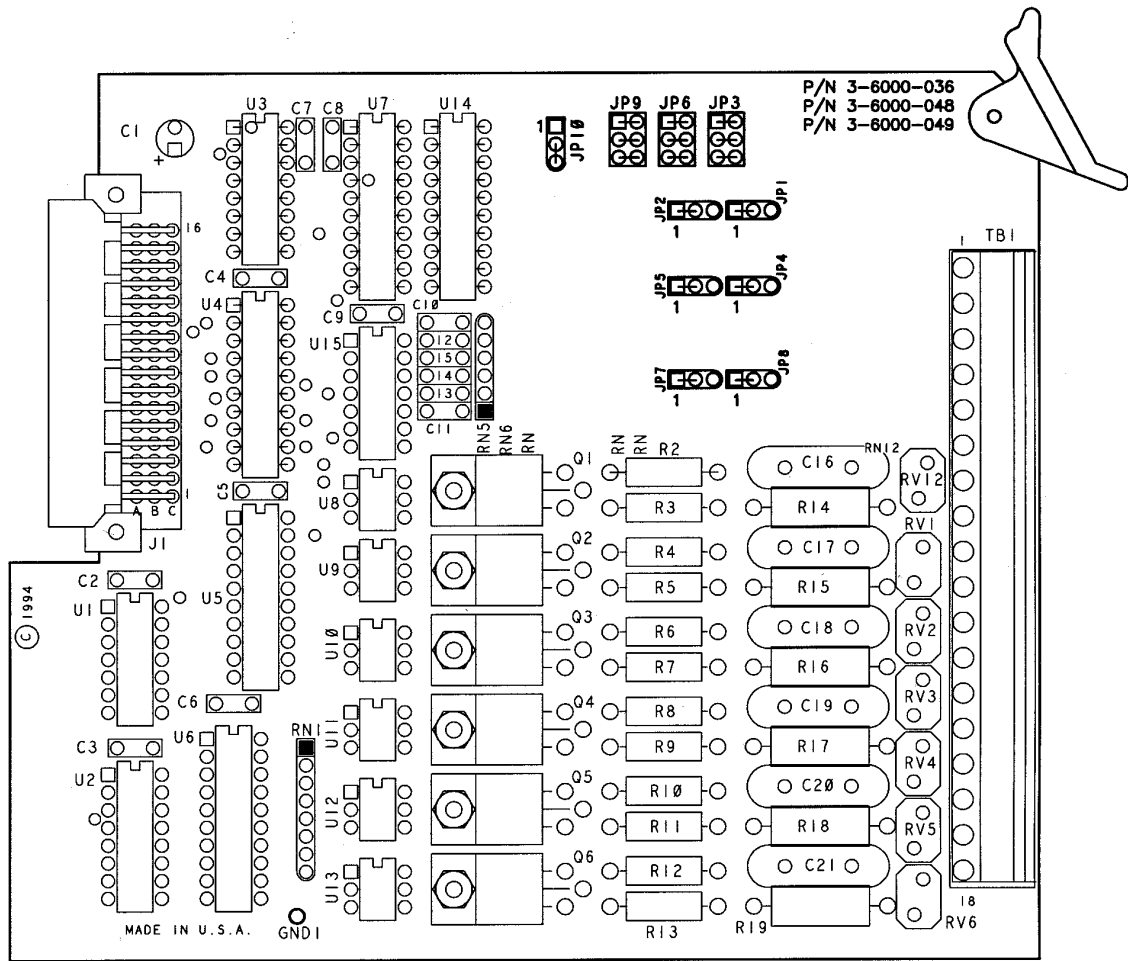 P/N 3-6000-036
P/N 3-6000-048
P/N 3-6000-049
U3
C7
C8
U7
U14
JP9
JP6
JP3
C1
+
1
JP10
JP2
JP1
1
1
16
TB1
1
C4
JP5
JP4
1
1
U4
C10
C9
U15
12
15
14
13
C11
JP7
JP8
1
1
RN5
RN6
RN
RN
RN
Q1
R2
C16
RN12
RV12
C5
1
A B C
J1
U8
R3
R14
RV1
Q2
R4
C17
C2
U9
R5
R15
© 1994
U1
U5
Q3
R6
C18
RV2
U10
R7
R16
RV3
C6
Q4
R8
C19
C3
U6
RN1
U11
R9
R17
RV4
U2
Q5
R10
C20
U12
R11
R18
RV5
Q6
R12
C21
U13
18
MADE IN U.S.A.
GND1
R13
R19
RV6